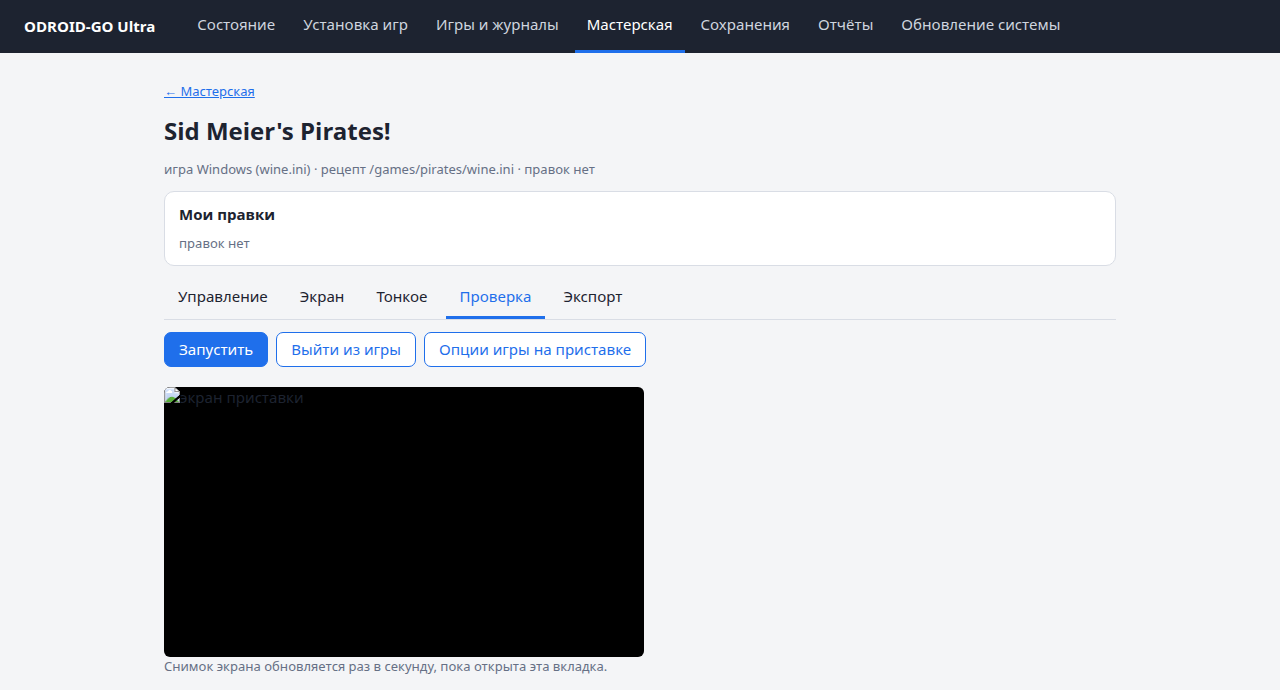 ODROID-GO Ultra Состояние Установка игр Игры и журналы Мастерская Сохранения Отчёты Обновление системы
← Мастерская
Sid Meier's Pirates!
игра Windows (wine.ini) · рецепт /games/pirates/wine.ini · правок нет
Мои правки
правок нет
Управление Экран Тонкое Проверка Экспорт
Запустить Выйти из игры Опции игры на приставке
экран приставки
Снимок экрана обновляется раз в секунду, пока открыта эта вкладка.